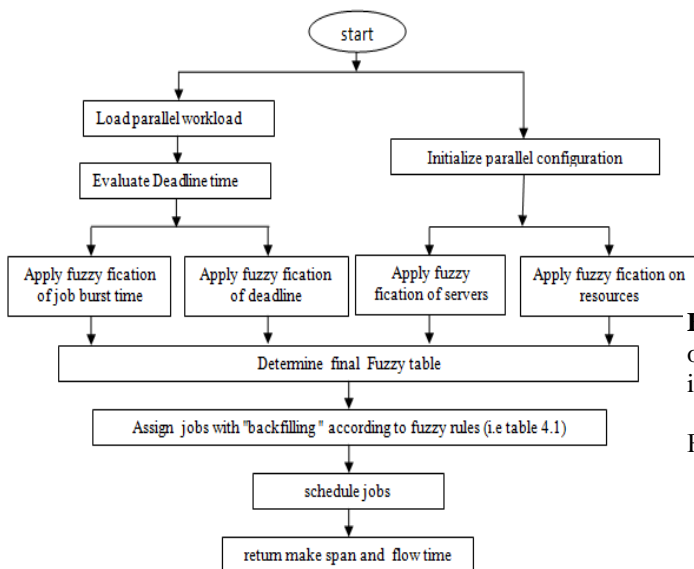 start
Load parallel workload
Initialize parallel configuration
Evaluate Deadline time
Apply fuzzy fication
of job burst time
Apply fuzzy fication
of deadline
Apply fuzzy
fication of servers
Apply fuzzy fication on
resources
Determine final Fuzzy table
Assign jobs with "backfilling " according to fuzzy rules (i.e table 4.1)
schedule jobs
return make span and flow time